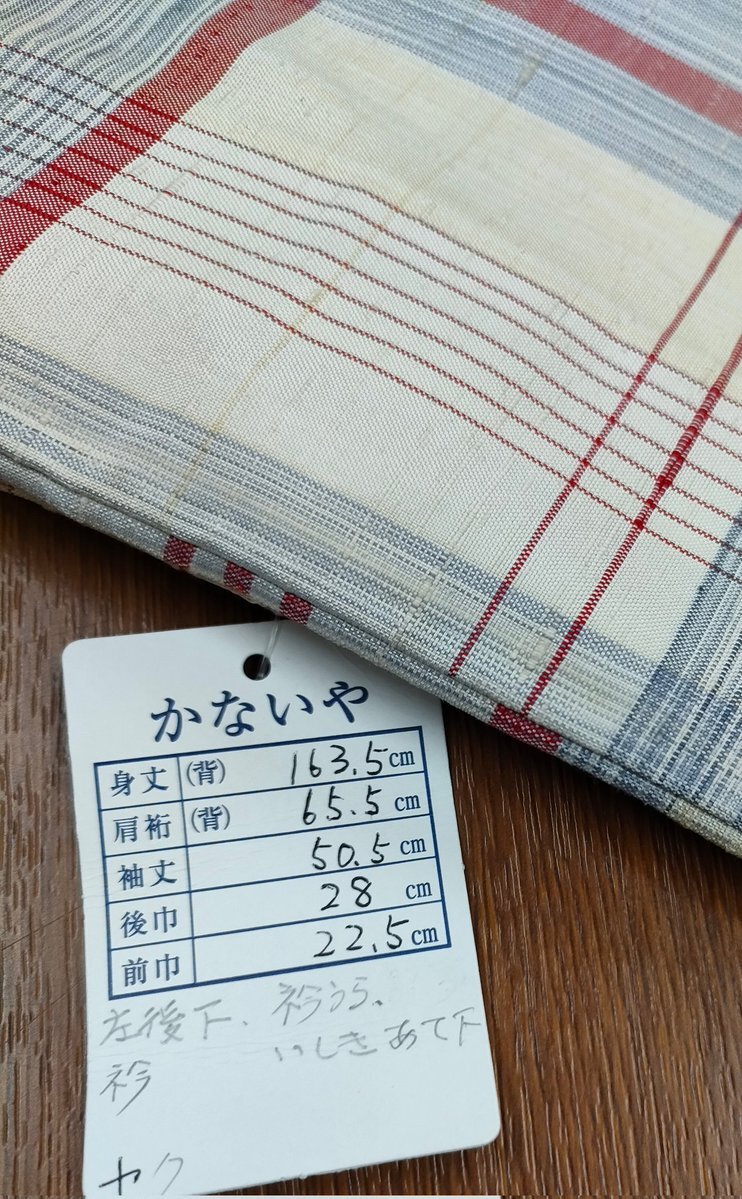 かないや
身丈 (背) 163.5cm
肩裄 (背) 65.5cm
袖丈 50.5cm
後巾 28cm
前巾 22.5cm
左後下、衿うら、
衿 いしきあて下
ヤク